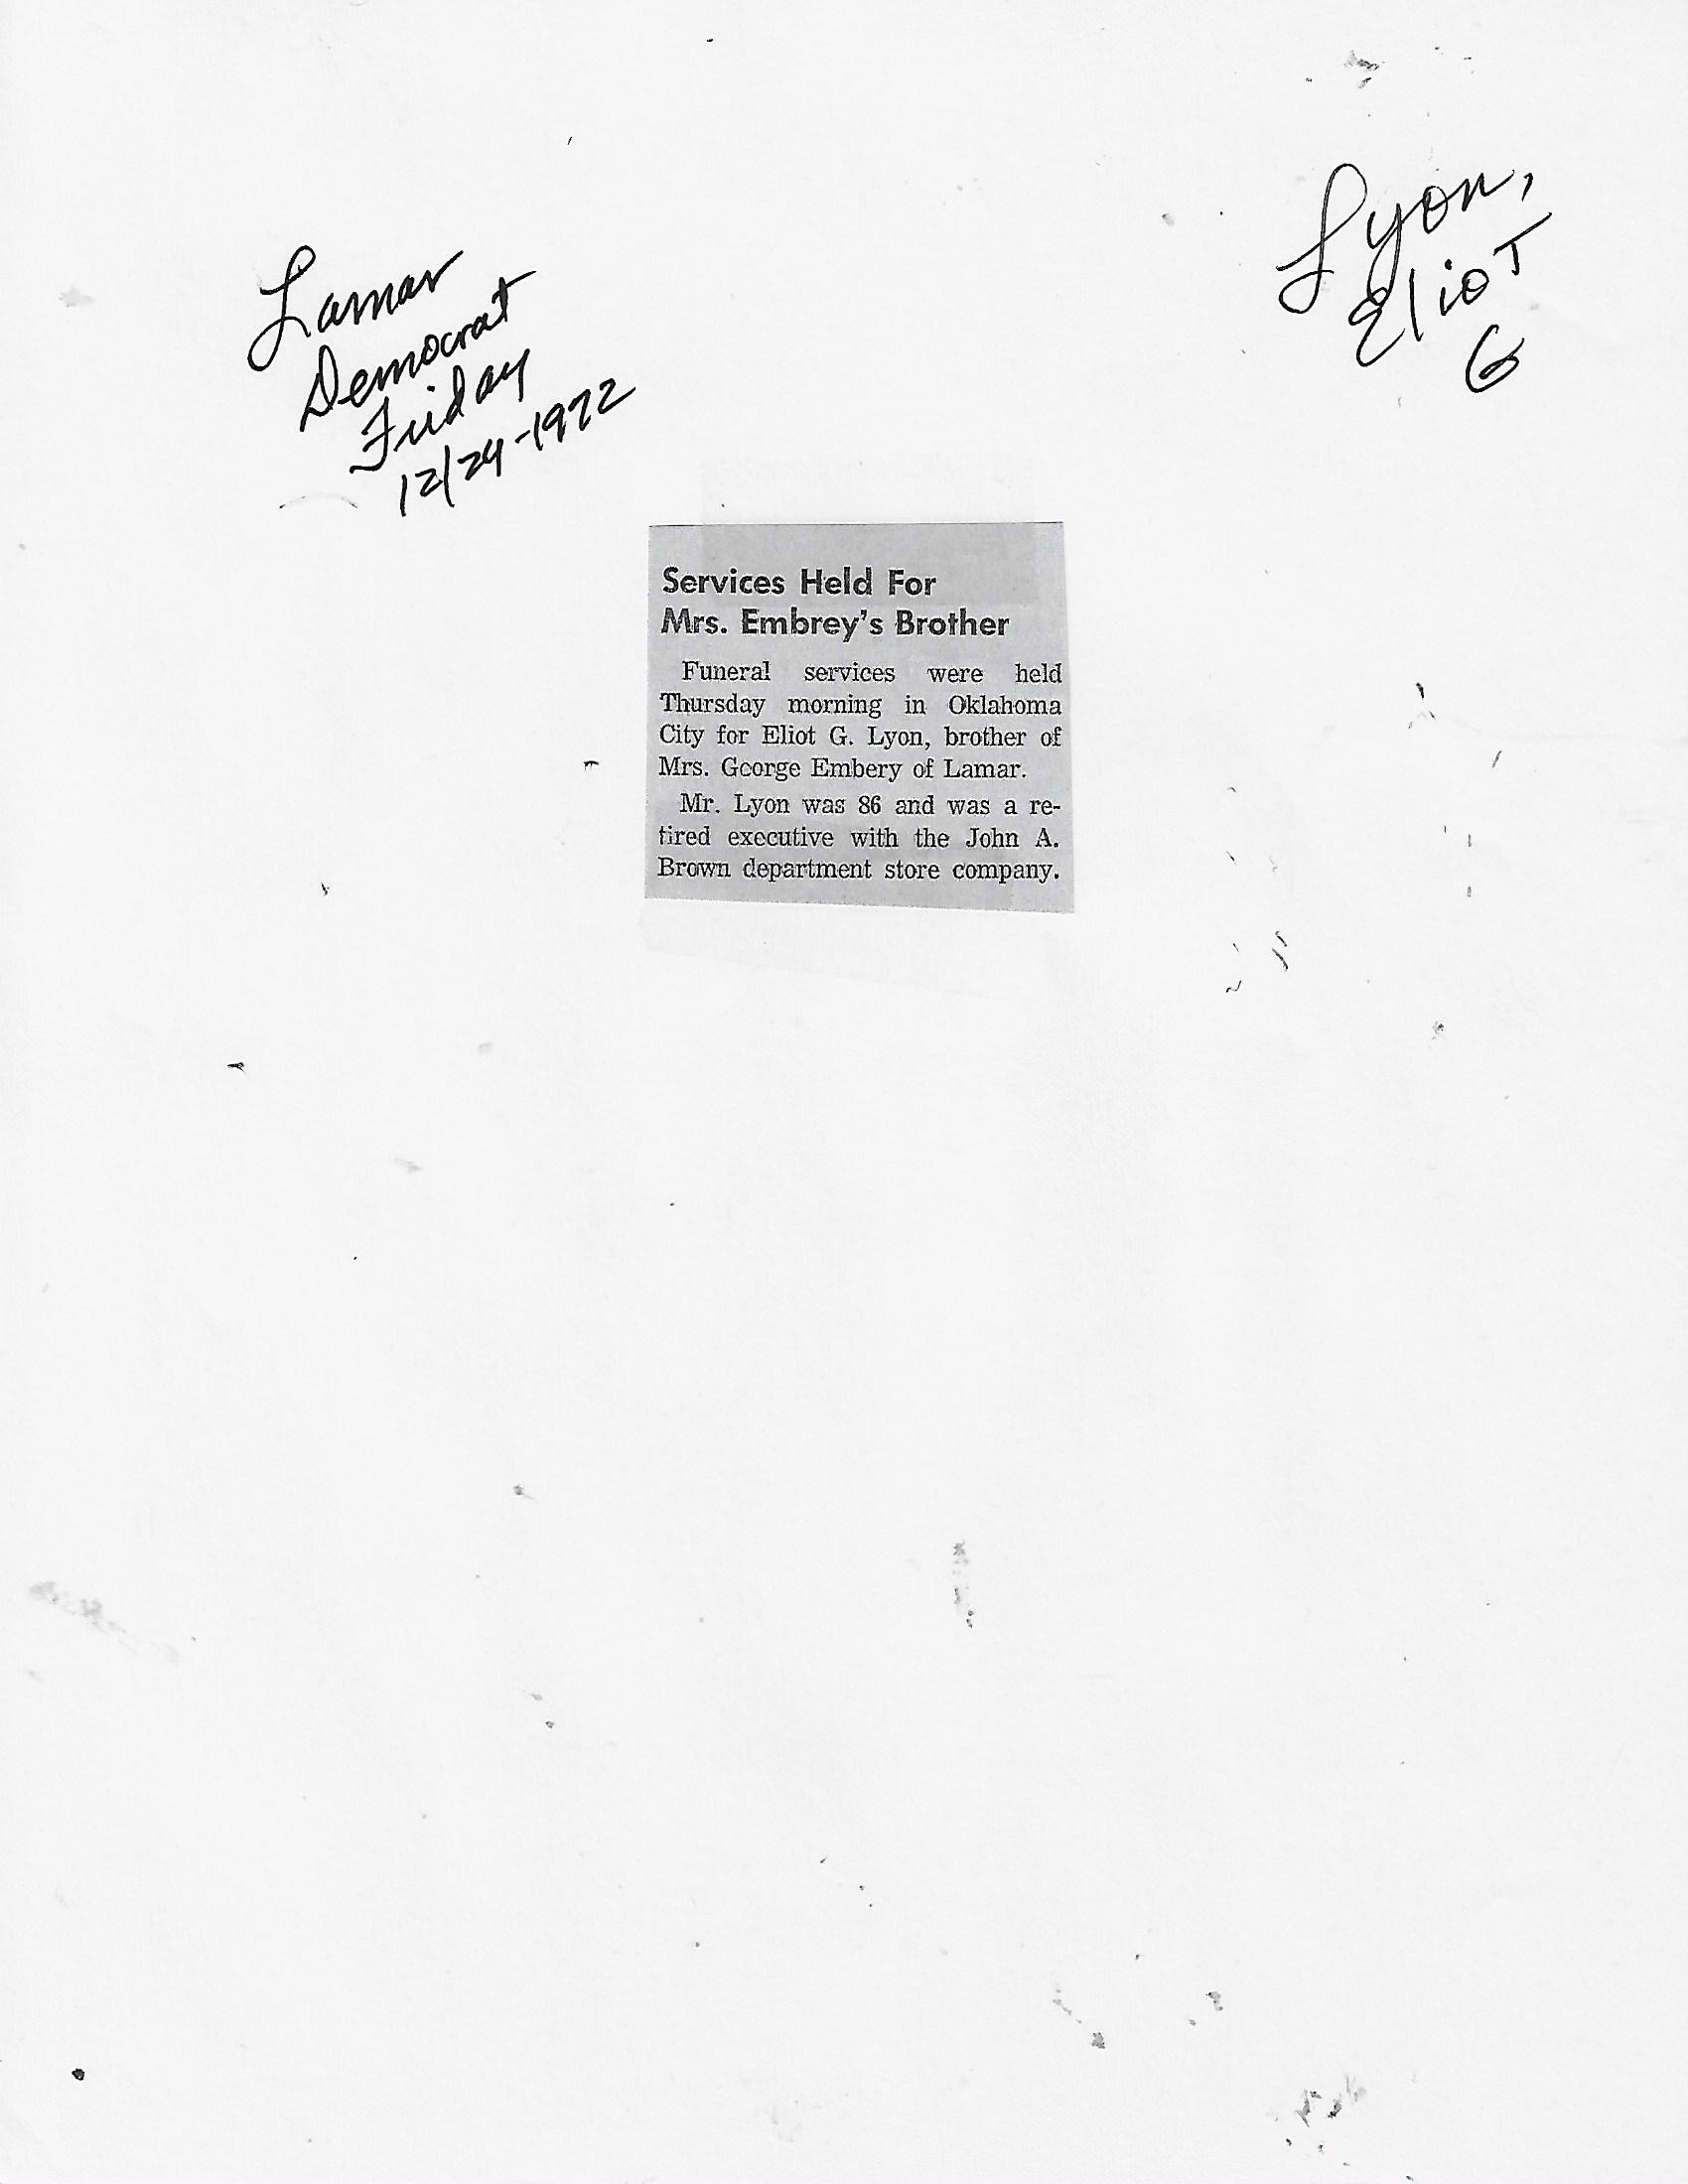 Lamar
Democrat
Friday
12/29-1972
Lyon,
Eliot
G
Services Held For
Mrs. Embrey's Brother
Funeral services were held
Thursday morning in Oklahoma
City for Eliot G. Lyon, brother of
Mrs. George Embery of Lamar.
Mr. Lyon was 86 and was a re-
tired executive with the John A.
Brown department store company.